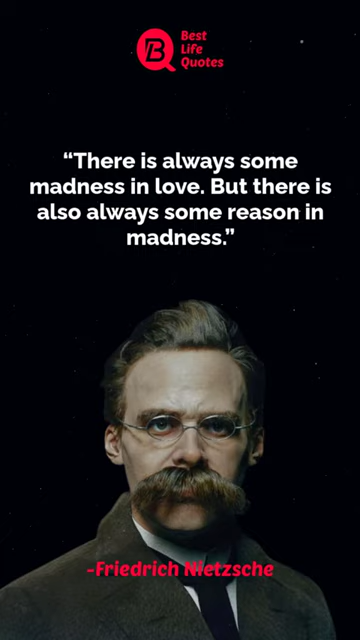 Best
Life
Quotes
“There is always some
madness in love. But there is
also always some reason in
madness.”
-Friedrich Nietzsche